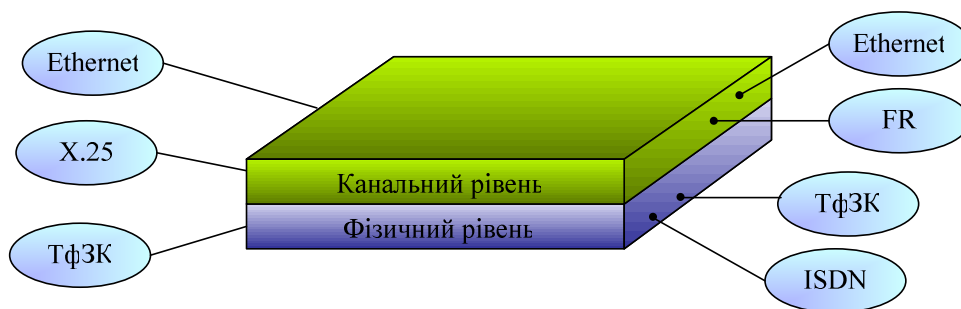 Ethernet
Ethernet
X.25
FR
Канальний рівень
ТфЗК
Фізичний рівень
ТфЗК
ISDN